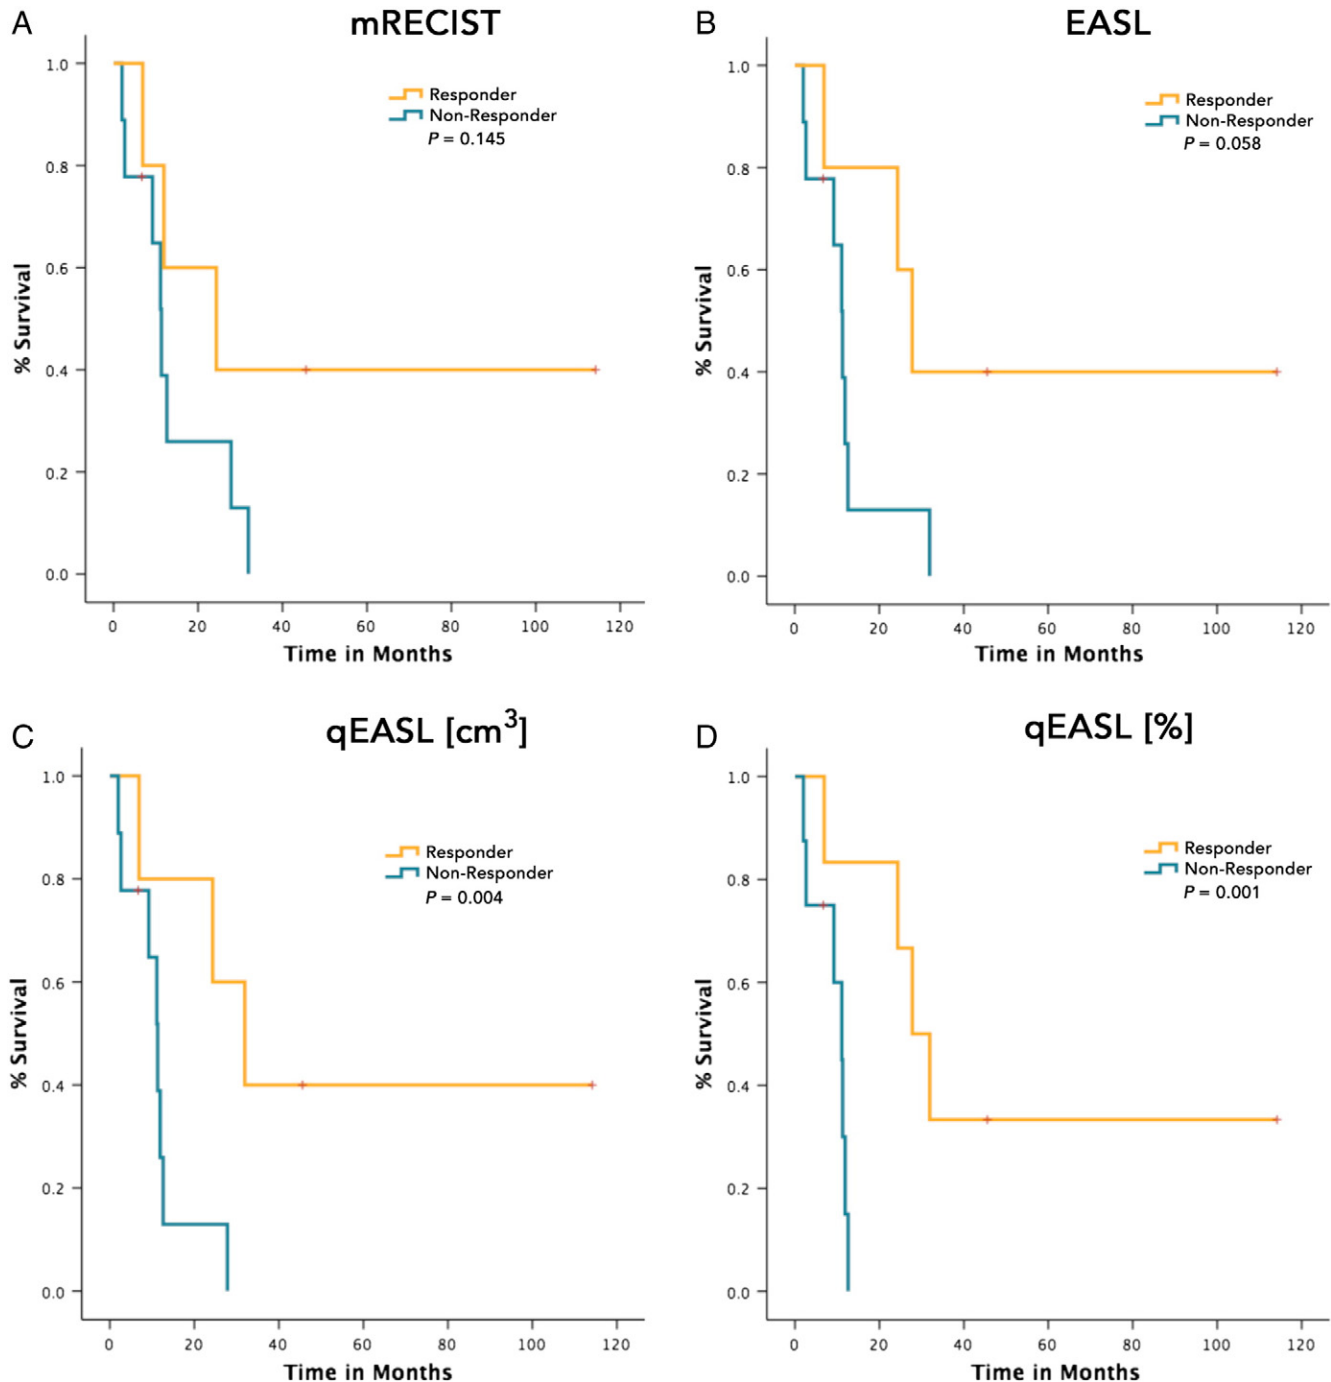 A
mRECIST
1.0
0.8
0.6
0.4
0.2
0.0
% Survival
Responder
Non-Responder
P = 0.145
0 20 40 60 80 100 120
Time in Months
B
EASL
1.0
0.8
0.6
0.4
0.2
0.0
% Survival
Responder
Non-Responder
P = 0.058
0 20 40 60 80 100 120
Time in Months
C
qEASL [cm³]
1.0
0.8
0.6
0.4
0.2
0.0
% Survival
Responder
Non-Responder
P = 0.004
0 20 40 60 80 100 120
Time in Months
D
qEASL [%]
1.0
0.8
0.6
0.4
0.2
0.0
% Survival
Responder
Non-Responder
P = 0.001
0 20 40 60 80 100 120
Time in Months